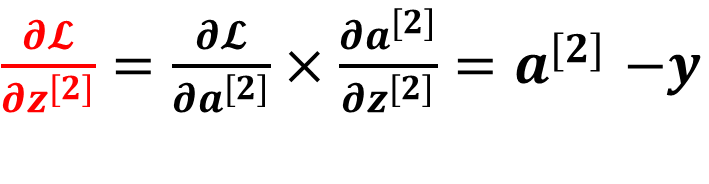 ∂ℒ/∂z^[2] = ∂ℒ/∂a^[2] × ∂a^[2]/∂z^[2] = a^[2] − y